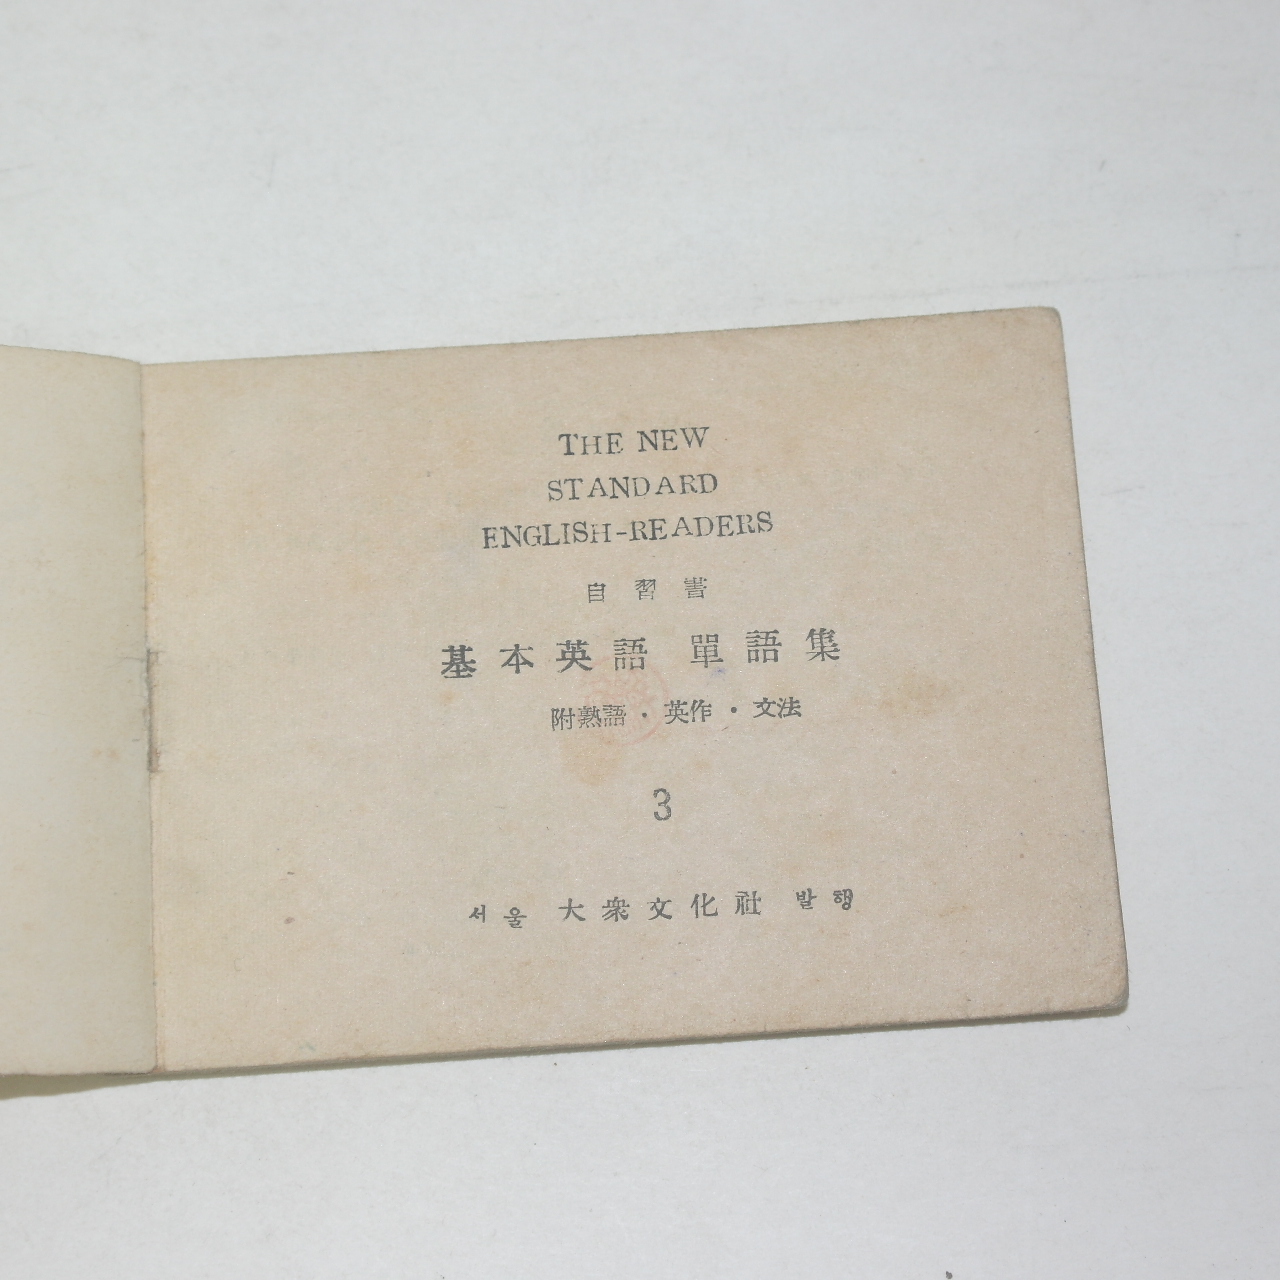 THE NEW
STANDARD
ENGLISH-READERS
自習書
基本英語 單語集
附熟語・英作・文法
3
서울 大衆文化社 발행